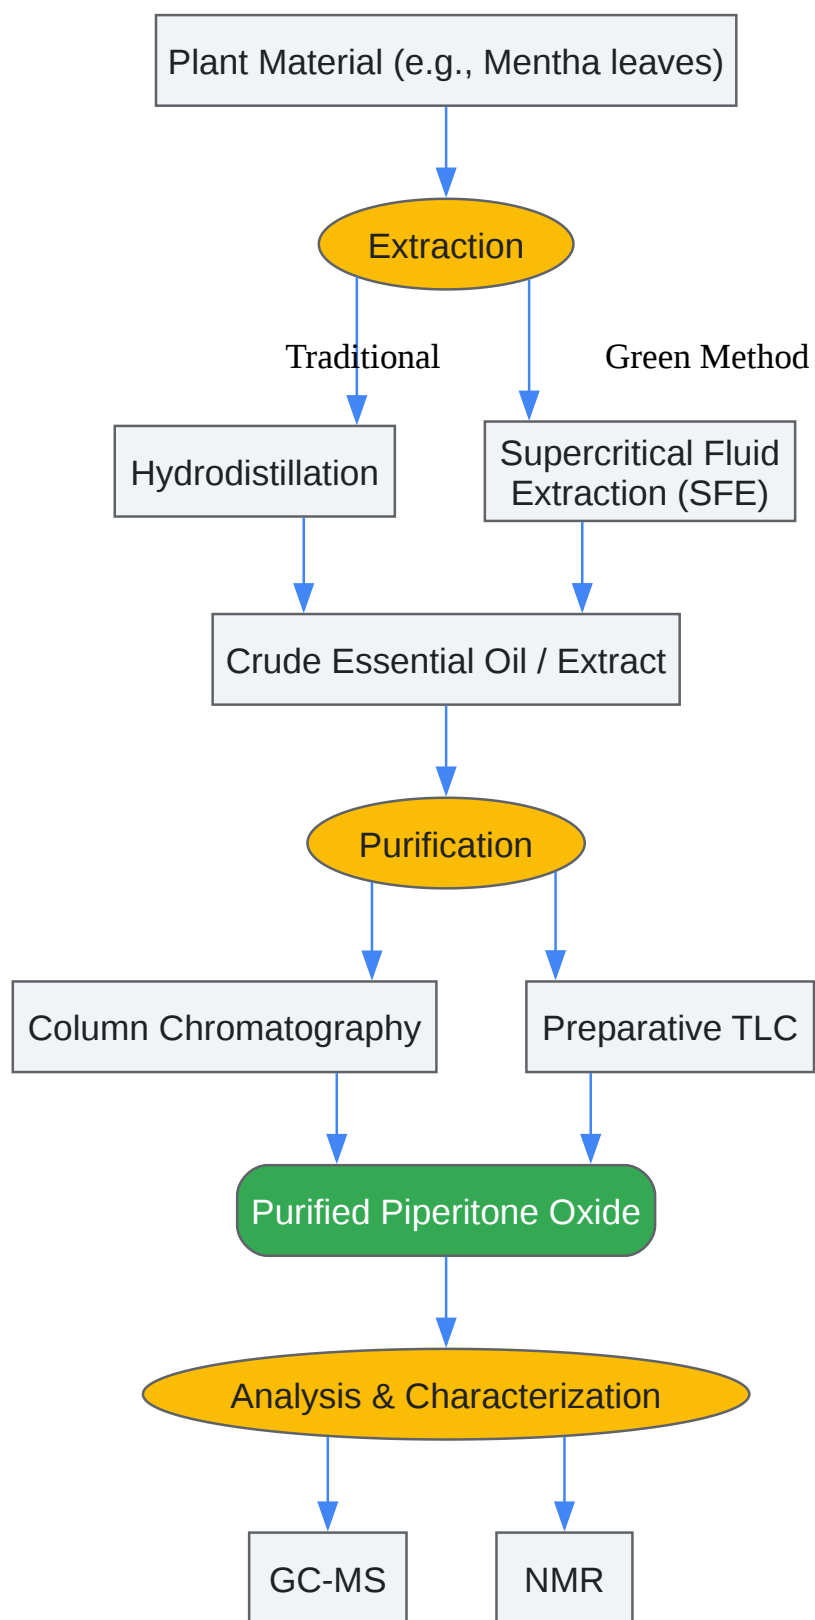 Plant Material (e.g., Mentha leaves)
Extraction
Traditional
Green Method
Hydrodistillation
Supercritical Fluid
Extraction (SFE)
Crude Essential Oil / Extract
Purification
Column Chromatography
Preparative TLC
Purified Piperitone Oxide
Analysis & Characterization
GC-MS
NMR